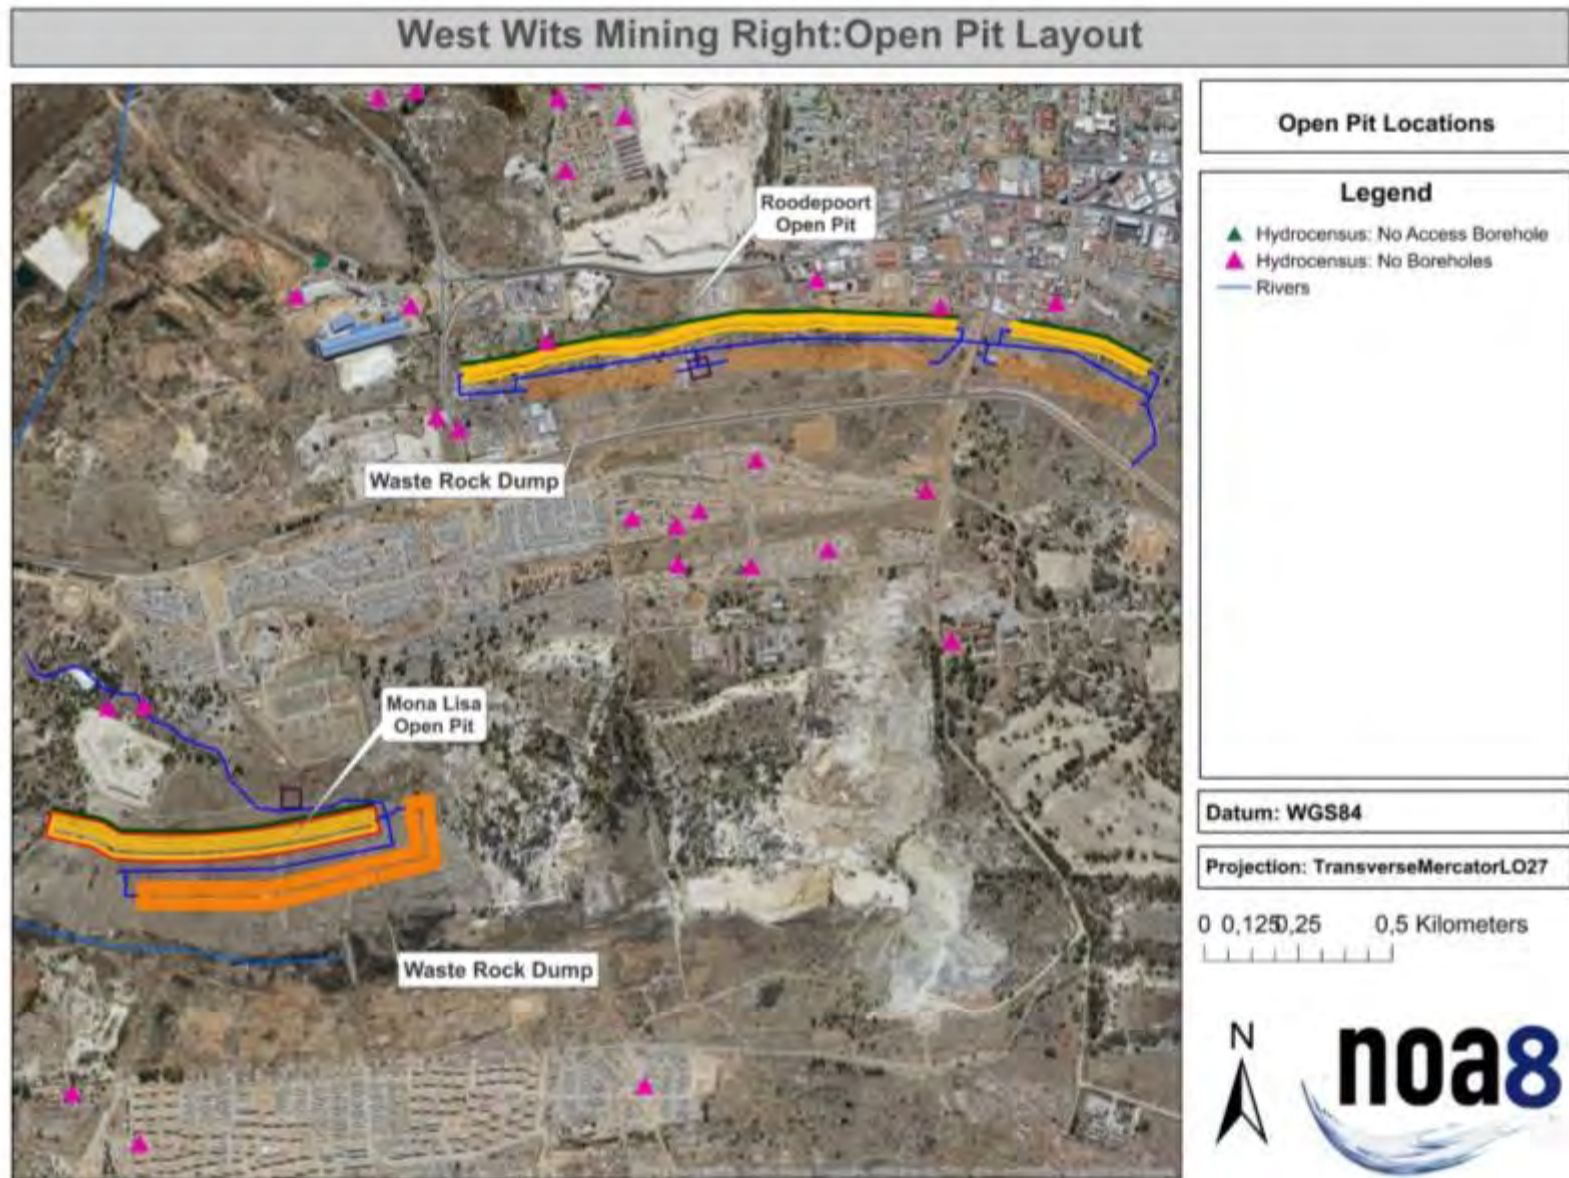 West Wits Mining Right:Open Pit Layout
Open Pit Locations
Legend
Hydrocensus: No Access Borehole
Hydrocensus: No Boreholes
Rivers
Roodepoort
Open Pit
Waste Rock Dump
Mona Lisa
Open Pit
Waste Rock Dump
Datum: WGS84
Projection: TransverseMercatorLO27
0 0,125 0,25 0,5 Kilometers
N
noa8